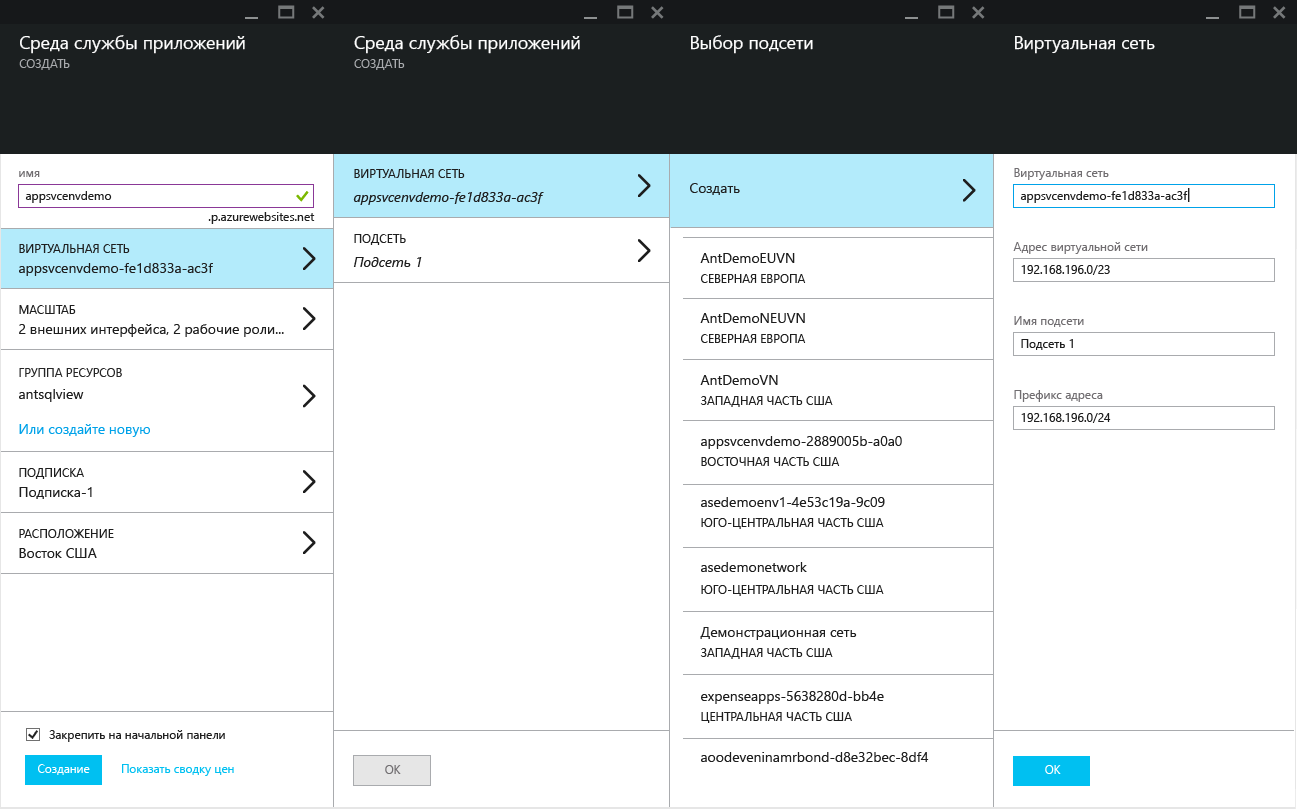 Среда службы приложений
СОЗДАТЬ
имя
appsvcenvdemo
.p.azurewebsites.net
ВИРТУАЛЬНАЯ СЕТЬ
appsvcenvdemo-fe1d833a-ac3f
МАСШТАБ
2 внешних интерфейса, 2 рабочие роли...
ГРУППА РЕСУРСОВ
antsqlview
Или создайте новую
ПОДПИСКА
Подписка-1
РАСПОЛОЖЕНИЕ
Восток США
Закрепить на начальной панели
Создание
Показать сводку цен
Среда службы приложений
СОЗДАТЬ
ВИРТУАЛЬНАЯ СЕТЬ
appsvcenvdemo-fe1d833a-ac3f
ПОДСЕТЬ
Подсеть 1
ОК
Выбор подсети
Создать
AntDemoEUVN
СЕВЕРНАЯ ЕВРОПА
AntDemoNEUVN
СЕВЕРНАЯ ЕВРОПА
AntDemoVN
ЗАПАДНАЯ ЧАСТЬ США
appsvcenvdemo-2889005b-a0a0
ВОСТОЧНАЯ ЧАСТЬ США
asedemoenv1-4e53c19a-9c09
ЮГО-ЦЕНТРАЛЬНАЯ ЧАСТЬ США
asedemonetwork
ЮГО-ЦЕНТРАЛЬНАЯ ЧАСТЬ США
Демонстрационная сеть
ЗАПАДНАЯ ЧАСТЬ США
expenseapps-5638280d-bb4e
ЦЕНТРАЛЬНАЯ ЧАСТЬ США
aoodeveninamrbond-d8e32bec-8df4
Виртуальная сеть
Виртуальная сеть
appsvcenvdemo-fe1d833a-ac3f
Адрес виртуальной сети
192.168.196.0/23
Имя подсети
Подсеть 1
Префикс адреса
192.168.196.0/24
ОК